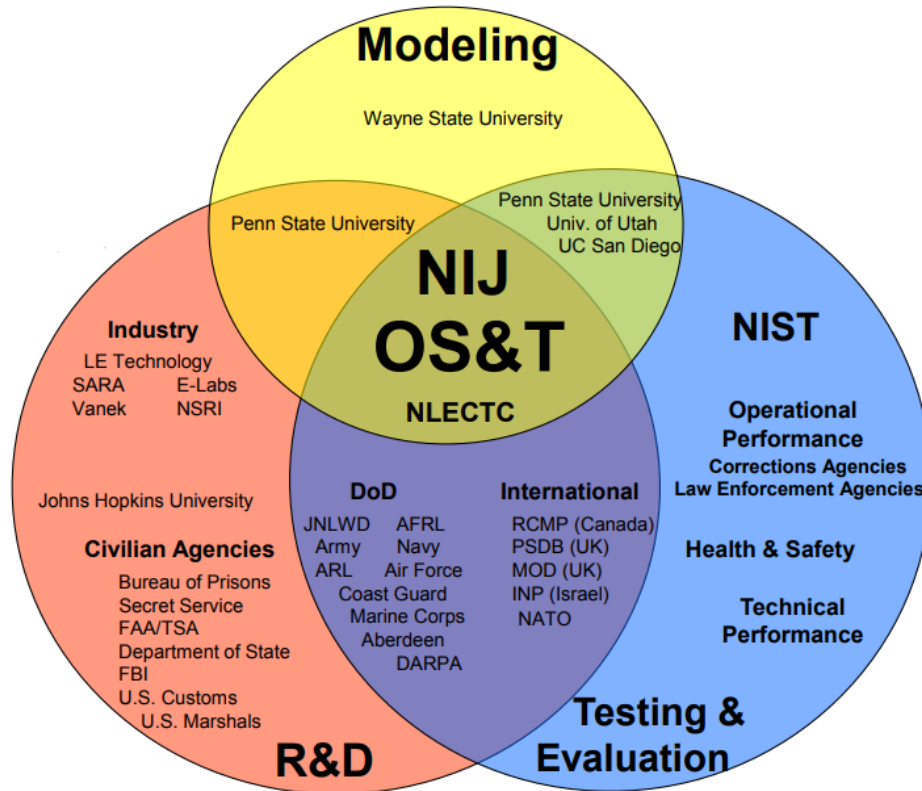 Modeling
Wayne State University
Penn State University
Penn State University
Univ. of Utah
UC San Diego
NIJ
OS&T
NLECTC
Industry
LE Technology
SARA E-Labs
Vanek NSRI
Johns Hopkins University
Civilian Agencies
Bureau of Prisons
Secret Service
FAA/TSA
Department of State
FBI
U.S. Customs
U.S. Marshals
R&D
DoD
JNLWD AFRL
Army Navy
ARL Air Force
Coast Guard
Marine Corps
Aberdeen
DARPA
International
RCMP (Canada)
PSDB (UK)
MOD (UK)
INP (Israel)
NATO
NIST
Operational
Performance
Corrections Agencies
Law Enforcement Agencies
Health & Safety
Technical
Performance
Testing &
Evaluation